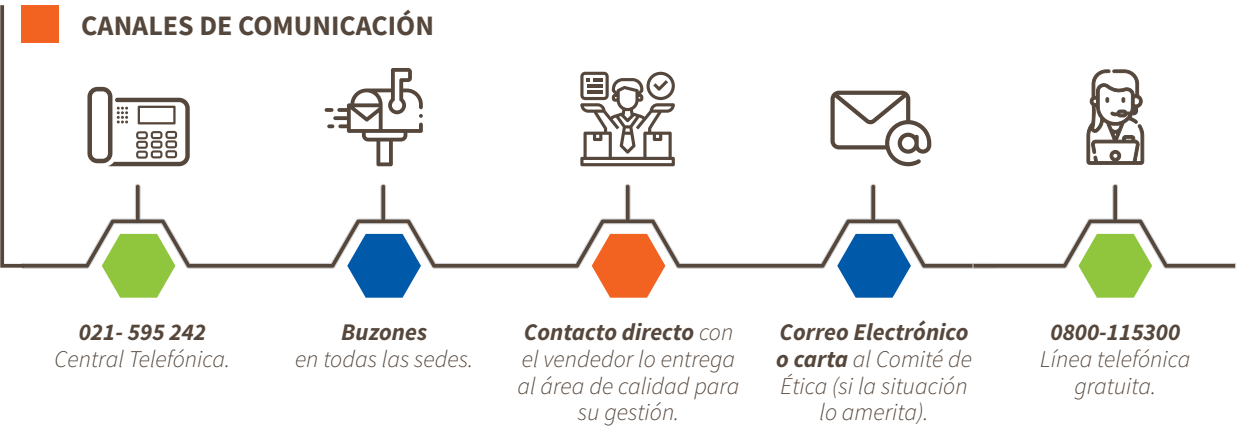 CANALES DE COMUNICACIÓN
021- 595 242
Central Telefónica.
Buzones
en todas las sedes.
Contacto directo con
el vendedor lo entrega
al área de calidad para
su gestión.
Correo Electrónico
o carta al Comité de
Ética (si la situación
lo amerita).
0800-115300
Línea telefónica
gratuita.